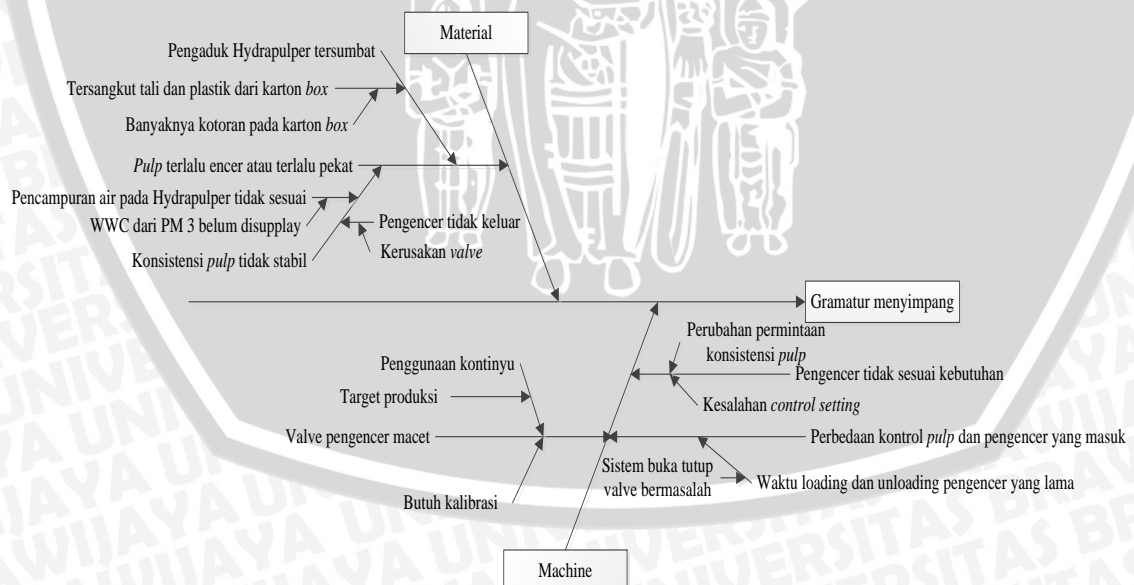 Material
Pengaduk Hydrapulper tersumbat
Tersangkut tali dan plastik dari karton box
Banyaknya kotoran pada karton box
Pulp terlalu encer atau terlalu pekat
Pencampuran air pada Hydrapulper tidak sesuai
WWC dari PM 3 belum disupplay
Pengencer tidak keluar
Kerusakan valve
Konsistensi pulp tidak stabil
Gramatur menyimpang
Perubahan permintaan
konsistensi pulp
Pengencer tidak sesuai kebutuhan
Kesalahan control setting
Penggunaan kontinyu
Target produksi
Valve pengencer macet
Perbedaan kontrol pulp dan pengencer yang masuk
Sistem buka tutup
valve bermasalah
Waktu loading dan unloading pengencer yang lama
Butuh kalibrasi
Machine